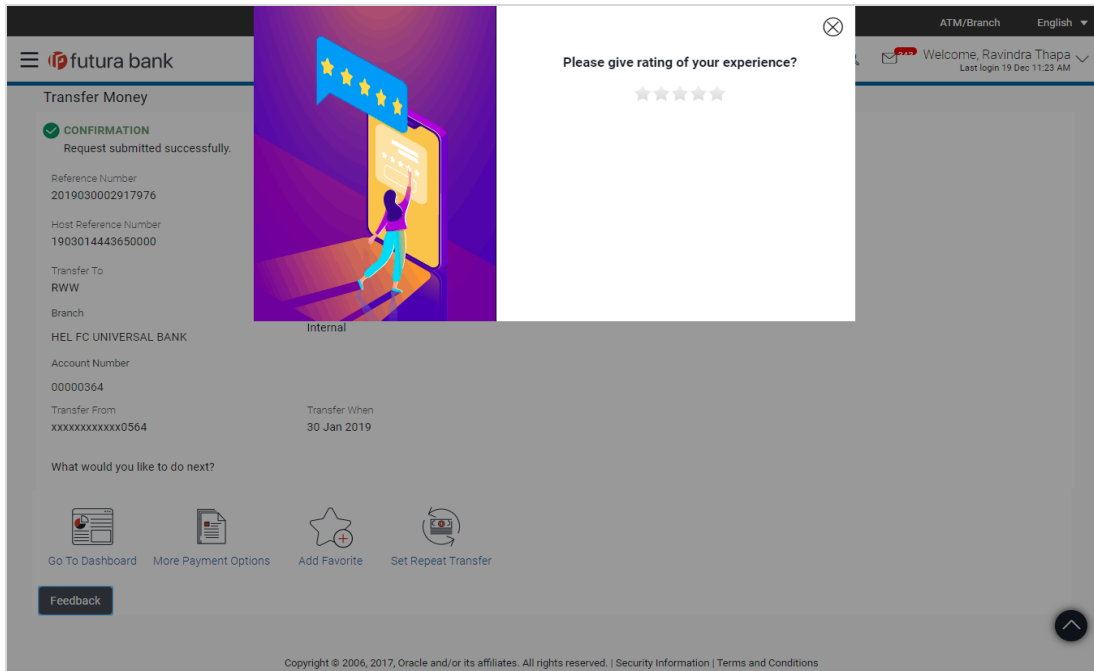 ATM/Branch English
futura bank
Welcome, Ravindra Thapa
Last login 19 Dec 11:23 AM
Please give rating of your experience?
Transfer Money
CONFIRMATION
Request submitted successfully.
Reference Number
2019030002917976
Host Reference Number
1903014443650000
Transfer To
RWW
Branch
HEL FC UNIVERSAL BANK
Internal
Account Number
00000364
Transfer From Transfer When
xxxxxxxxxxxx0564 30 Jan 2019
What would you like to do next?
Go To Dashboard More Payment Options Add Favorite Set Repeat Transfer
Feedback
Copyright © 2006, 2017, Oracle and/or its affiliates. All rights reserved. | Security Information | Terms and Conditions